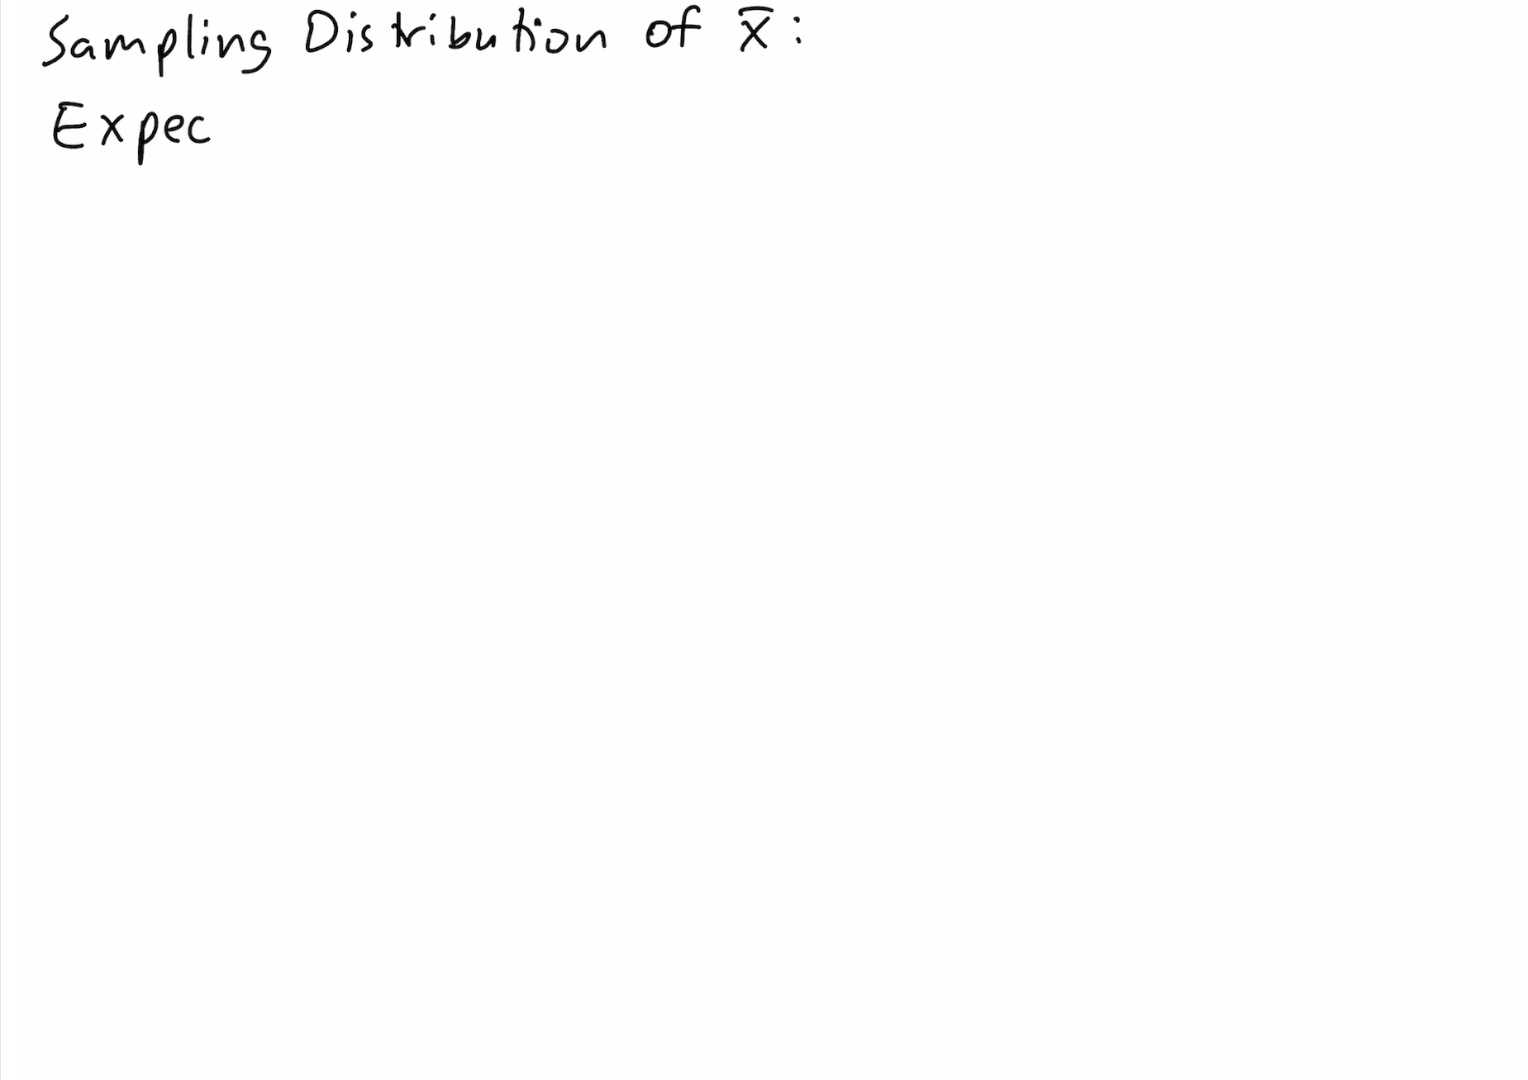 Sampling Distribution of x̄ :
Expec